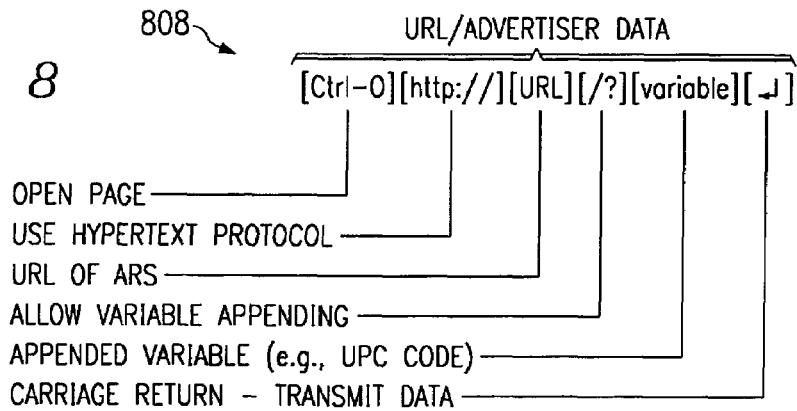 808
URL/ADVERTISER DATA
8
[Ctrl-O][http://][URL][/?][variable][↵]
OPEN PAGE
USE HYPERTEXT PROTOCOL
URL OF ARS
ALLOW VARIABLE APPENDING
APPENDED VARIABLE (e.g., UPC CODE)
CARRIAGE RETURN - TRANSMIT DATA